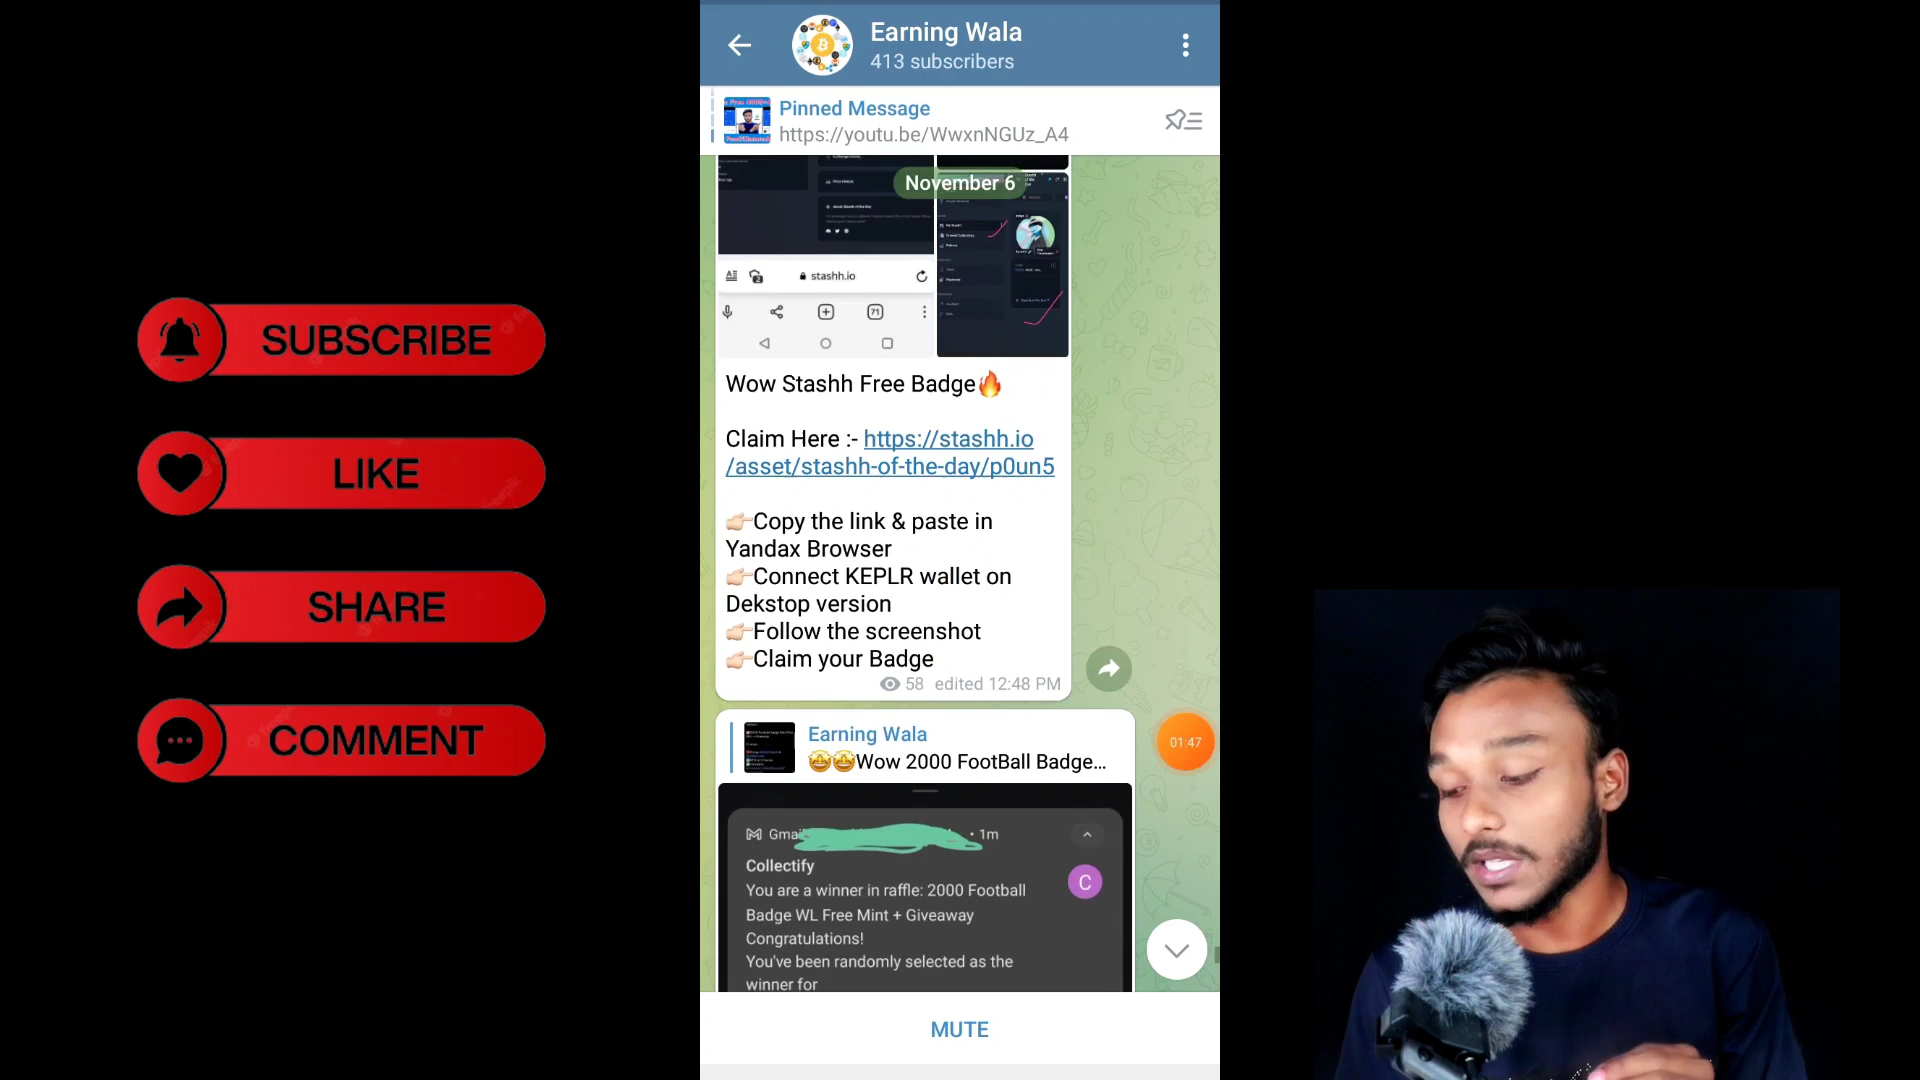 SUBSCRIBE
LIKE
SHARE
COMMENT
Earning Wala
413 subscribers
Pinned Message
https://youtu.be/WwxnNGUz_A4
November 6
stashh.io
71
Wow Stashh Free Badge🔥
Claim Here :- https://stashh.io
/asset/stashh-of-the-day/p0un5
👉🏻Copy the link & paste in
Yandax Browser
👉🏻Connect KEPLR wallet on
Dekstop version
👉🏻Follow the screenshot
👉🏻Claim your Badge
58 edited 12:48 PM
Earning Wala
🤩🤩Wow 2000 FootBall Badge...
01:47
• 1m
Collectify
C
You are a winner in raffle: 2000 Football
Badge WL Free Mint + Giveaway
Congratulations!
You've been randomly selected as the
winner for
MUTE